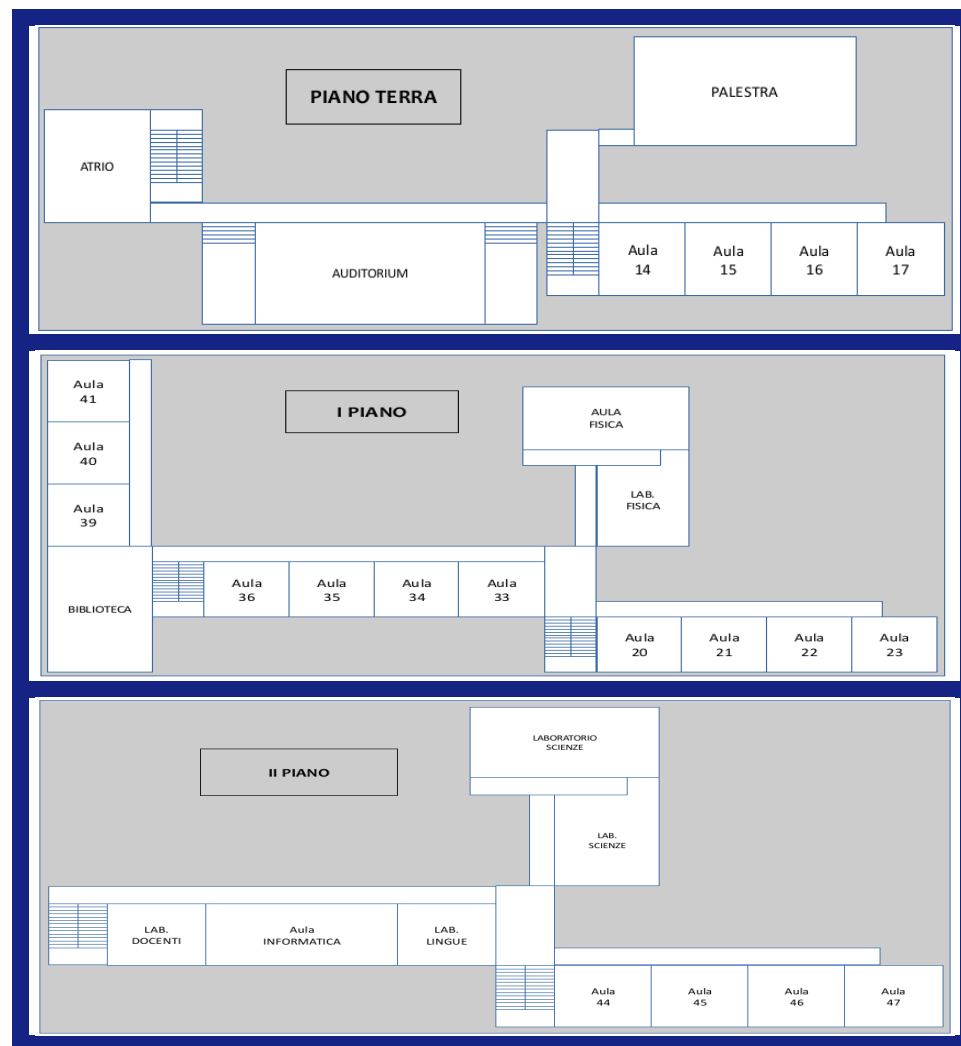 PIANO TERRA
PALESTRA
ATRIO
AUDITORIUM
Aula
14
Aula
15
Aula
16
Aula
17
Aula
41
I PIANO
AULA
FISICA
Aula
40
LAB.
FISICA
Aula
39
BIBLIOTECA
Aula
36
Aula
35
Aula
34
Aula
33
Aula
20
Aula
21
Aula
22
Aula
23
LABORATORIO
SCIENZE
II PIANO
LAB.
SCIENZE
LAB.
DOCENTI
Aula
INFORMATICA
LAB.
LINGUE
Aula
44
Aula
45
Aula
46
Aula
47